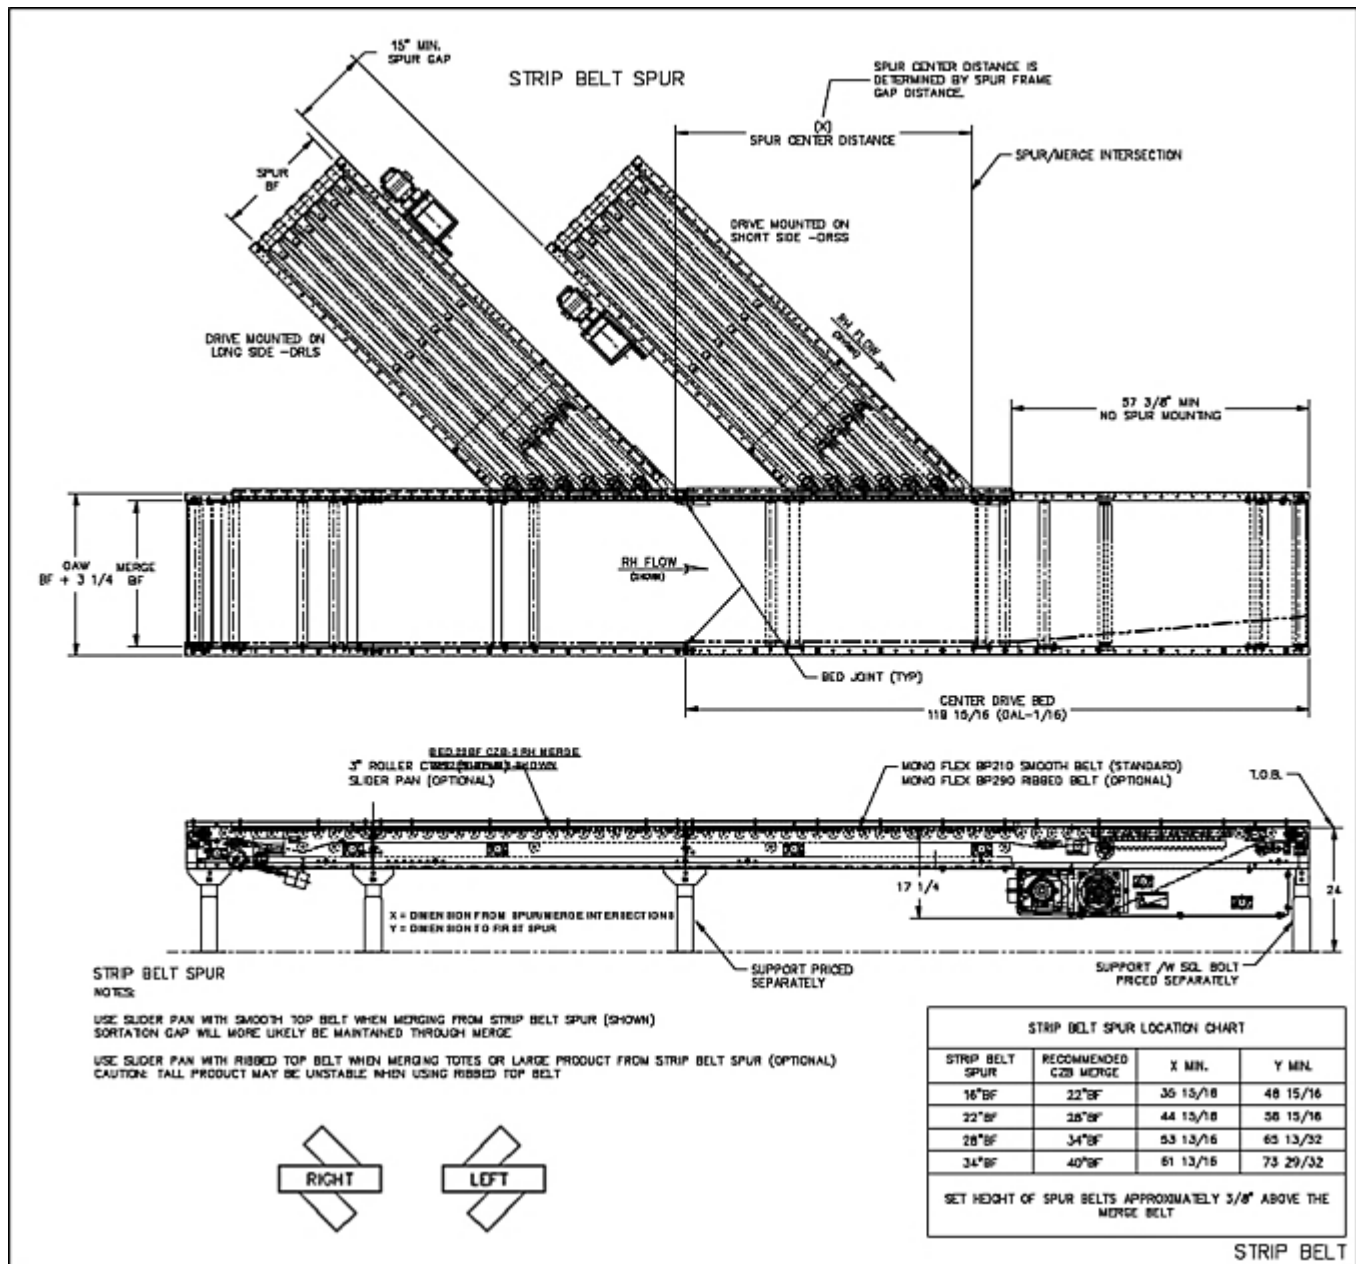 15" MIN.
SPUR GAP
STRIP BELT SPUR
SPUR CENTER DISTANCE IS
DETERMINED BY SPUR FRAME
GAP DISTANCE.
(X)
SPUR CENTER DISTANCE
SPUR/MERGE INTERSECTION
SPUR
BF
DRIVE MOUNTED ON
SHORT SIDE -DRSS
DRIVE MOUNTED ON
LONG SIDE -DRLS
RH FLOW
(SHOWN)
57 3/8" MIN
NO SPUR MOUNTING
OAW
BF + 3 1/4
MERGE
BF
RH FLOW
(SHOWN)
BED JOINT (TYP)
CENTER DRIVE BED
118 15/16 (OAL-1/16)
BED 28BF CZB-S RH MERGE
3" ROLLER
SLIDER PAN (OPTIONAL)
MONO FLEX BP210 SMOOTH BELT (STANDARD)
MONO FLEX BP290 RIBBED BELT (OPTIONAL)
T.O.B.
17 1/4
24
X = DIMENSION FROM SPUR/MERGE INTERSECTIONS
Y = DIMENSION TO FIRST SPUR
SUPPORT PRICED
SEPARATELY
SUPPORT /W SGL BOLT
PRICED SEPARATELY
STRIP BELT SPUR
NOTES:
USE SLIDER PAN WITH SMOOTH TOP BELT WHEN MERGING FROM STRIP BELT SPUR (SHOWN)
SORTATION GAP WILL MORE LIKELY BE MAINTAINED THROUGH MERGE
USE SLIDER PAN WITH RIBBED TOP BELT WHEN MERGING TOTES OR LARGE PRODUCT FROM STRIP BELT SPUR (OPTIONAL)
CAUTION: TALL PRODUCT MAY BE UNSTABLE WHEN USING RIBBED TOP BELT
RIGHT
LEFT
STRIP BELT SPUR LOCATION CHART
STRIP BELT SPUR RECOMMENDED CZB MERGE X MIN. Y MIN.
16"BF 22"BF 35 15/16 48 15/16
22"BF 28"BF 44 15/16 56 15/16
28"BF 34"BF 53 13/16 65 13/32
34"BF 40"BF 61 13/16 73 29/32
SET HEIGHT OF SPUR BELTS APPROXIMATELY 3/8" ABOVE THE
MERGE BELT
STRIP BELT